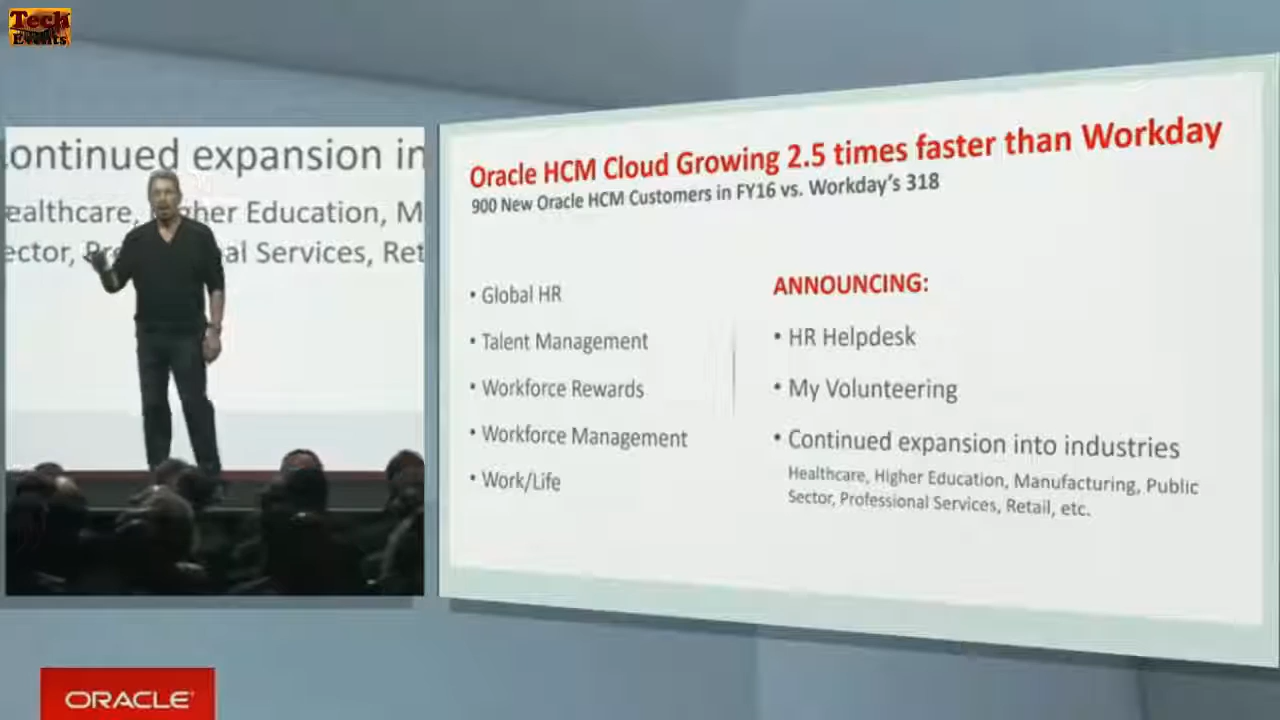 Tech
Events
ontinued expansion in
ealthcare, Higher Education, M
ector, Pr al Services, Ret
Oracle HCM Cloud Growing 2.5 times faster than Workday
900 New Oracle HCM Customers in FY16 vs. Workday's 318
• Global HR
• Talent Management
• Workforce Rewards
• Workforce Management
• Work/Life
ANNOUNCING:
• HR Helpdesk
• My Volunteering
• Continued expansion into industries
Healthcare, Higher Education, Manufacturing, Public
Sector, Professional Services, Retail, etc.
ORACLE